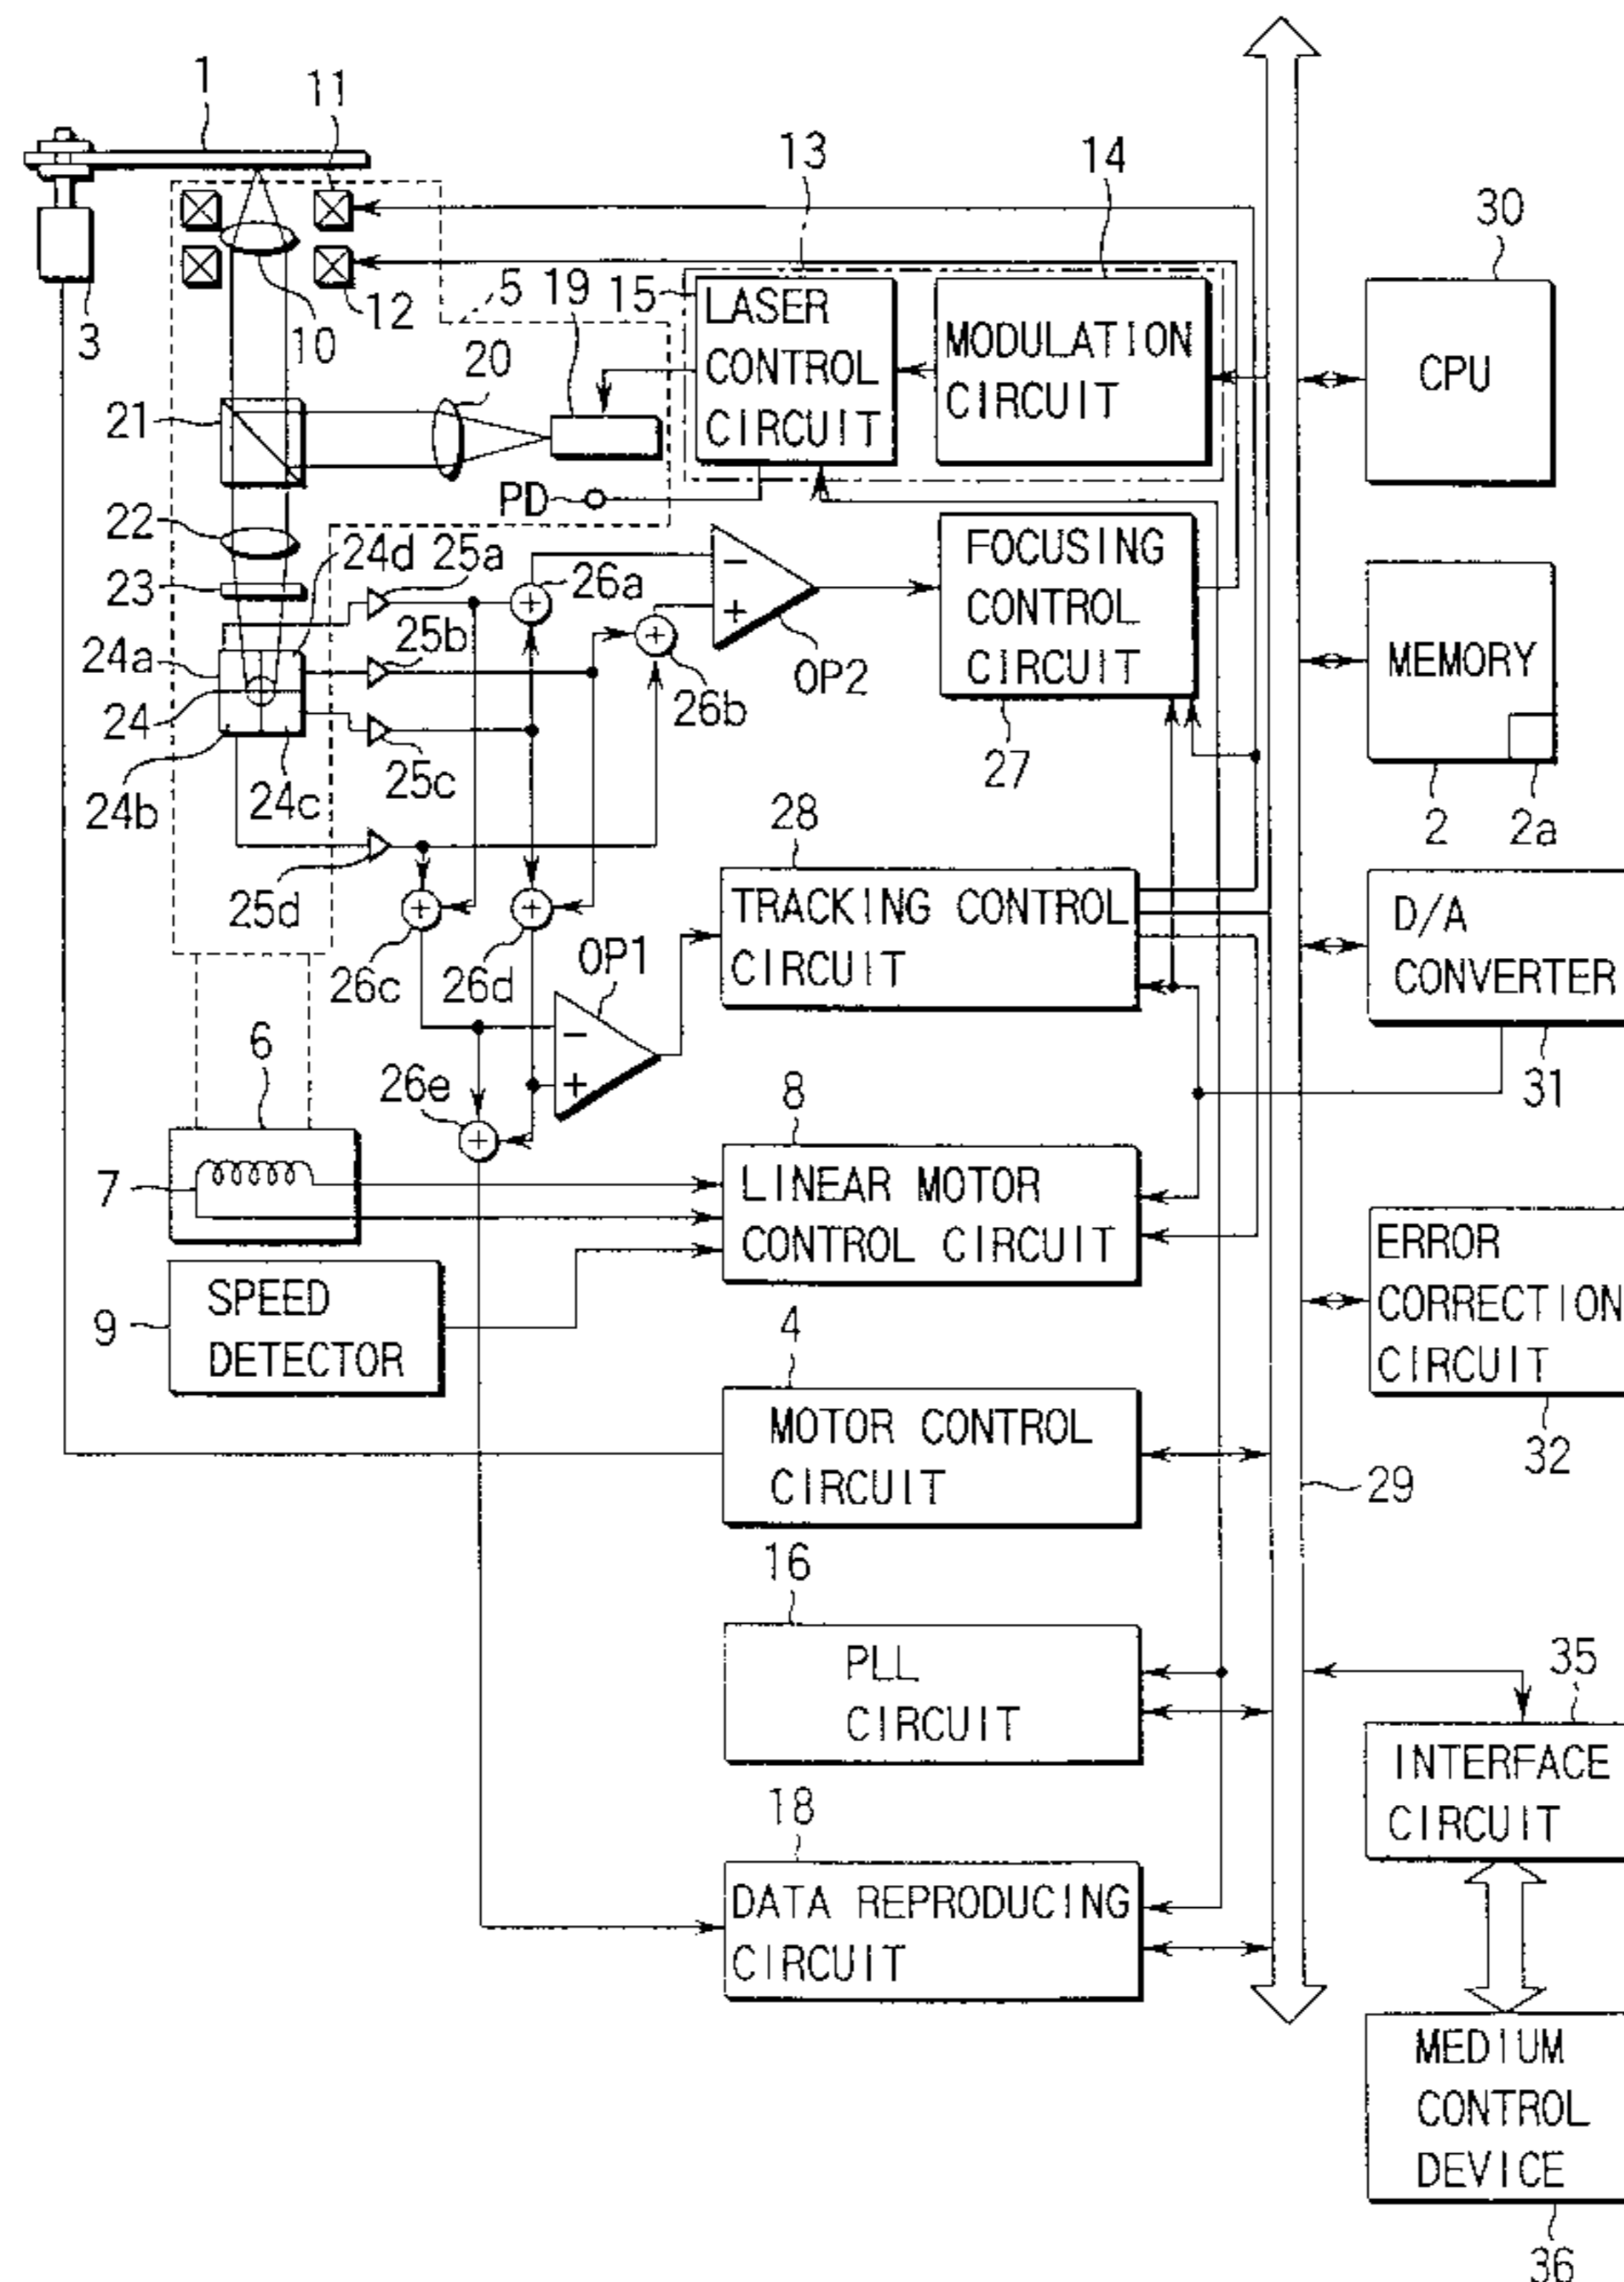 1
11
3
10
12
5
19
15
13
14
LASER
CONTROL
CIRCUIT
MODULATION
CIRCUIT
30
CPU
20
21
PD
22
23
24d
25a
26a
25b
24a
24
24b
24c
25c
25d
26b
−
+
OP2
FOCUSING
CONTROL
CIRCUIT
27
MEMORY
2
2a
28
TRACKING CONTROL
CIRCUIT
D/A
CONVERTER
31
26c
26d
OP1
−
+
26e
6
7
8
LINEAR MOTOR
CONTROL CIRCUIT
ERROR
CORRECTION
CIRCUIT
32
9
SPEED
DETECTOR
4
MOTOR CONTROL
CIRCUIT
29
16
PLL
CIRCUIT
35
INTERFACE
CIRCUIT
18
DATA REPRODUCING
CIRCUIT
MEDIUM
CONTROL
DEVICE
36